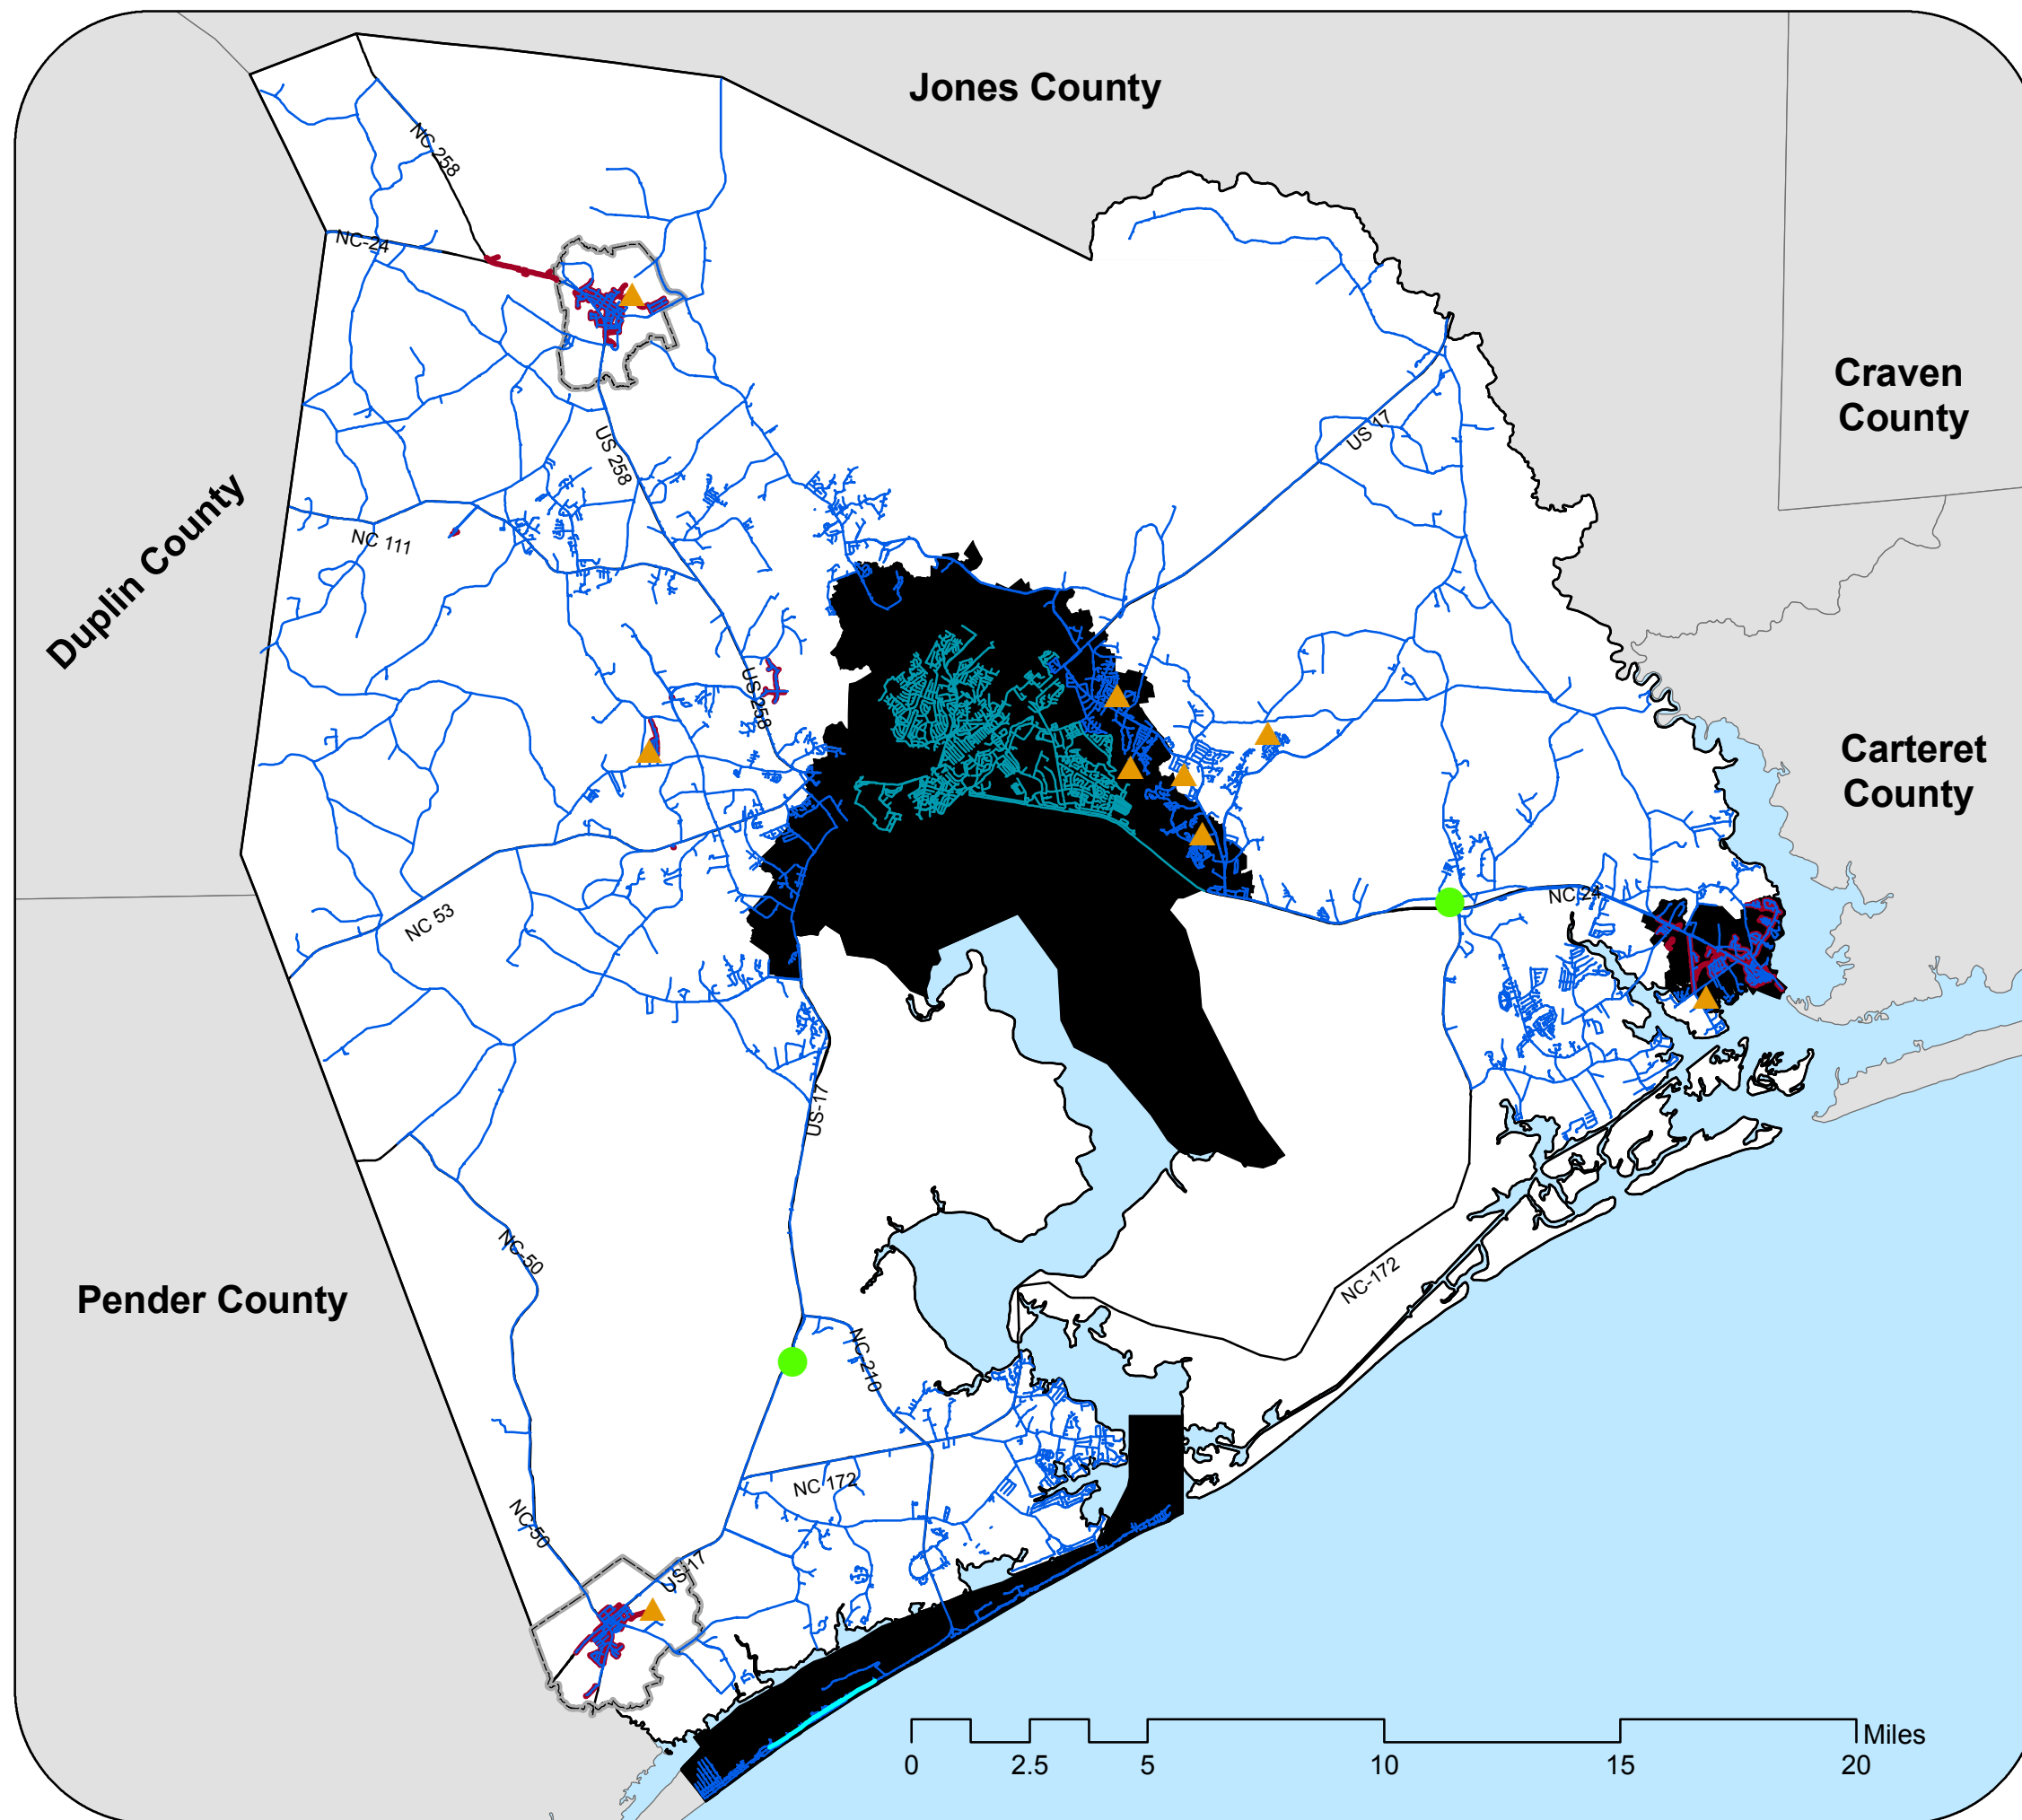 Jones County
NC 258
NC-24
Craven
County
US 17
US 258
Duplin County
NC 111
US-258
Carteret
County
NC 24
NC 53
US-17
NC-50
NC-172
Pender County
NC-210
NC 172
NC-50
US-17
Miles
0
2.5
5
10
15
20